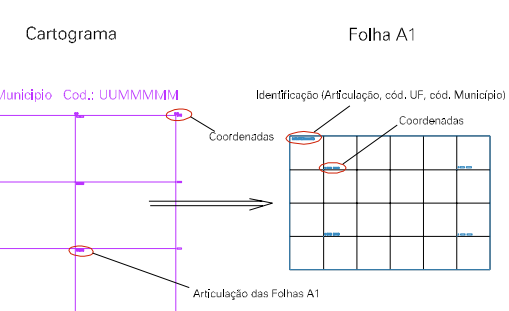 Cartograma
Folha A1
Municipio Cod.: UUMMMMM
Identificação (Articulação, cód. UF, cód. Município)
Coordenadas
Coordenadas
Articulação das Folhas A1